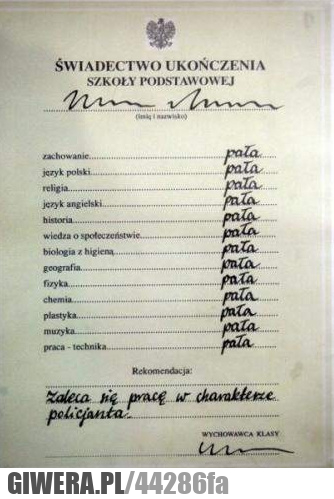 ŚWIADECTWO UKOŃCZENIA
SZKOŁY PODSTAWOWEJ
(imię i nazwisko)
zachowanie pała
język polski pała
religia pała
język angielski pała
historia pała
wiedza o społeczeństwie pała
biologia z higieną pała
geografia pała
fizyka pała
chemia pała
plastyka pała
muzyka pała
praca - technika pała
Rekomendacja:
Zaleca się pracę w charakterze
policjanta
WYCHOWAWCA KLASY
GIWERA.PL/44286fa